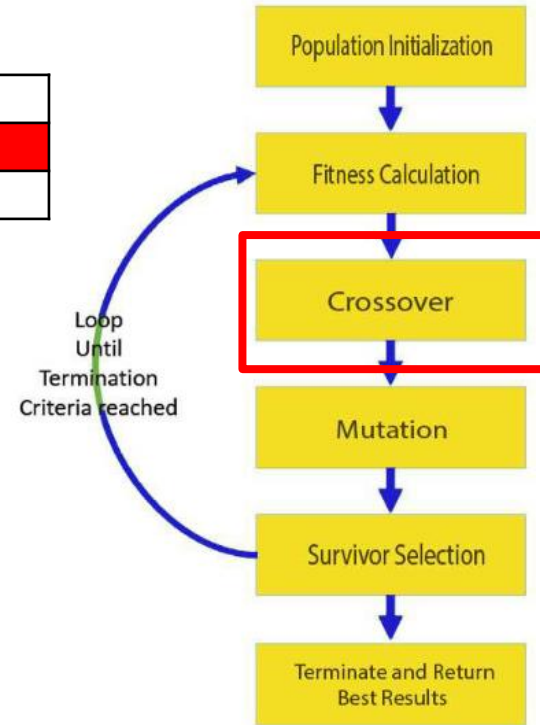 Population Initialization
Fitness Calculation
Crossover
Loop
Until
Termination
Criteria reached
Mutation
Survivor Selection
Terminate and Return
Best Results